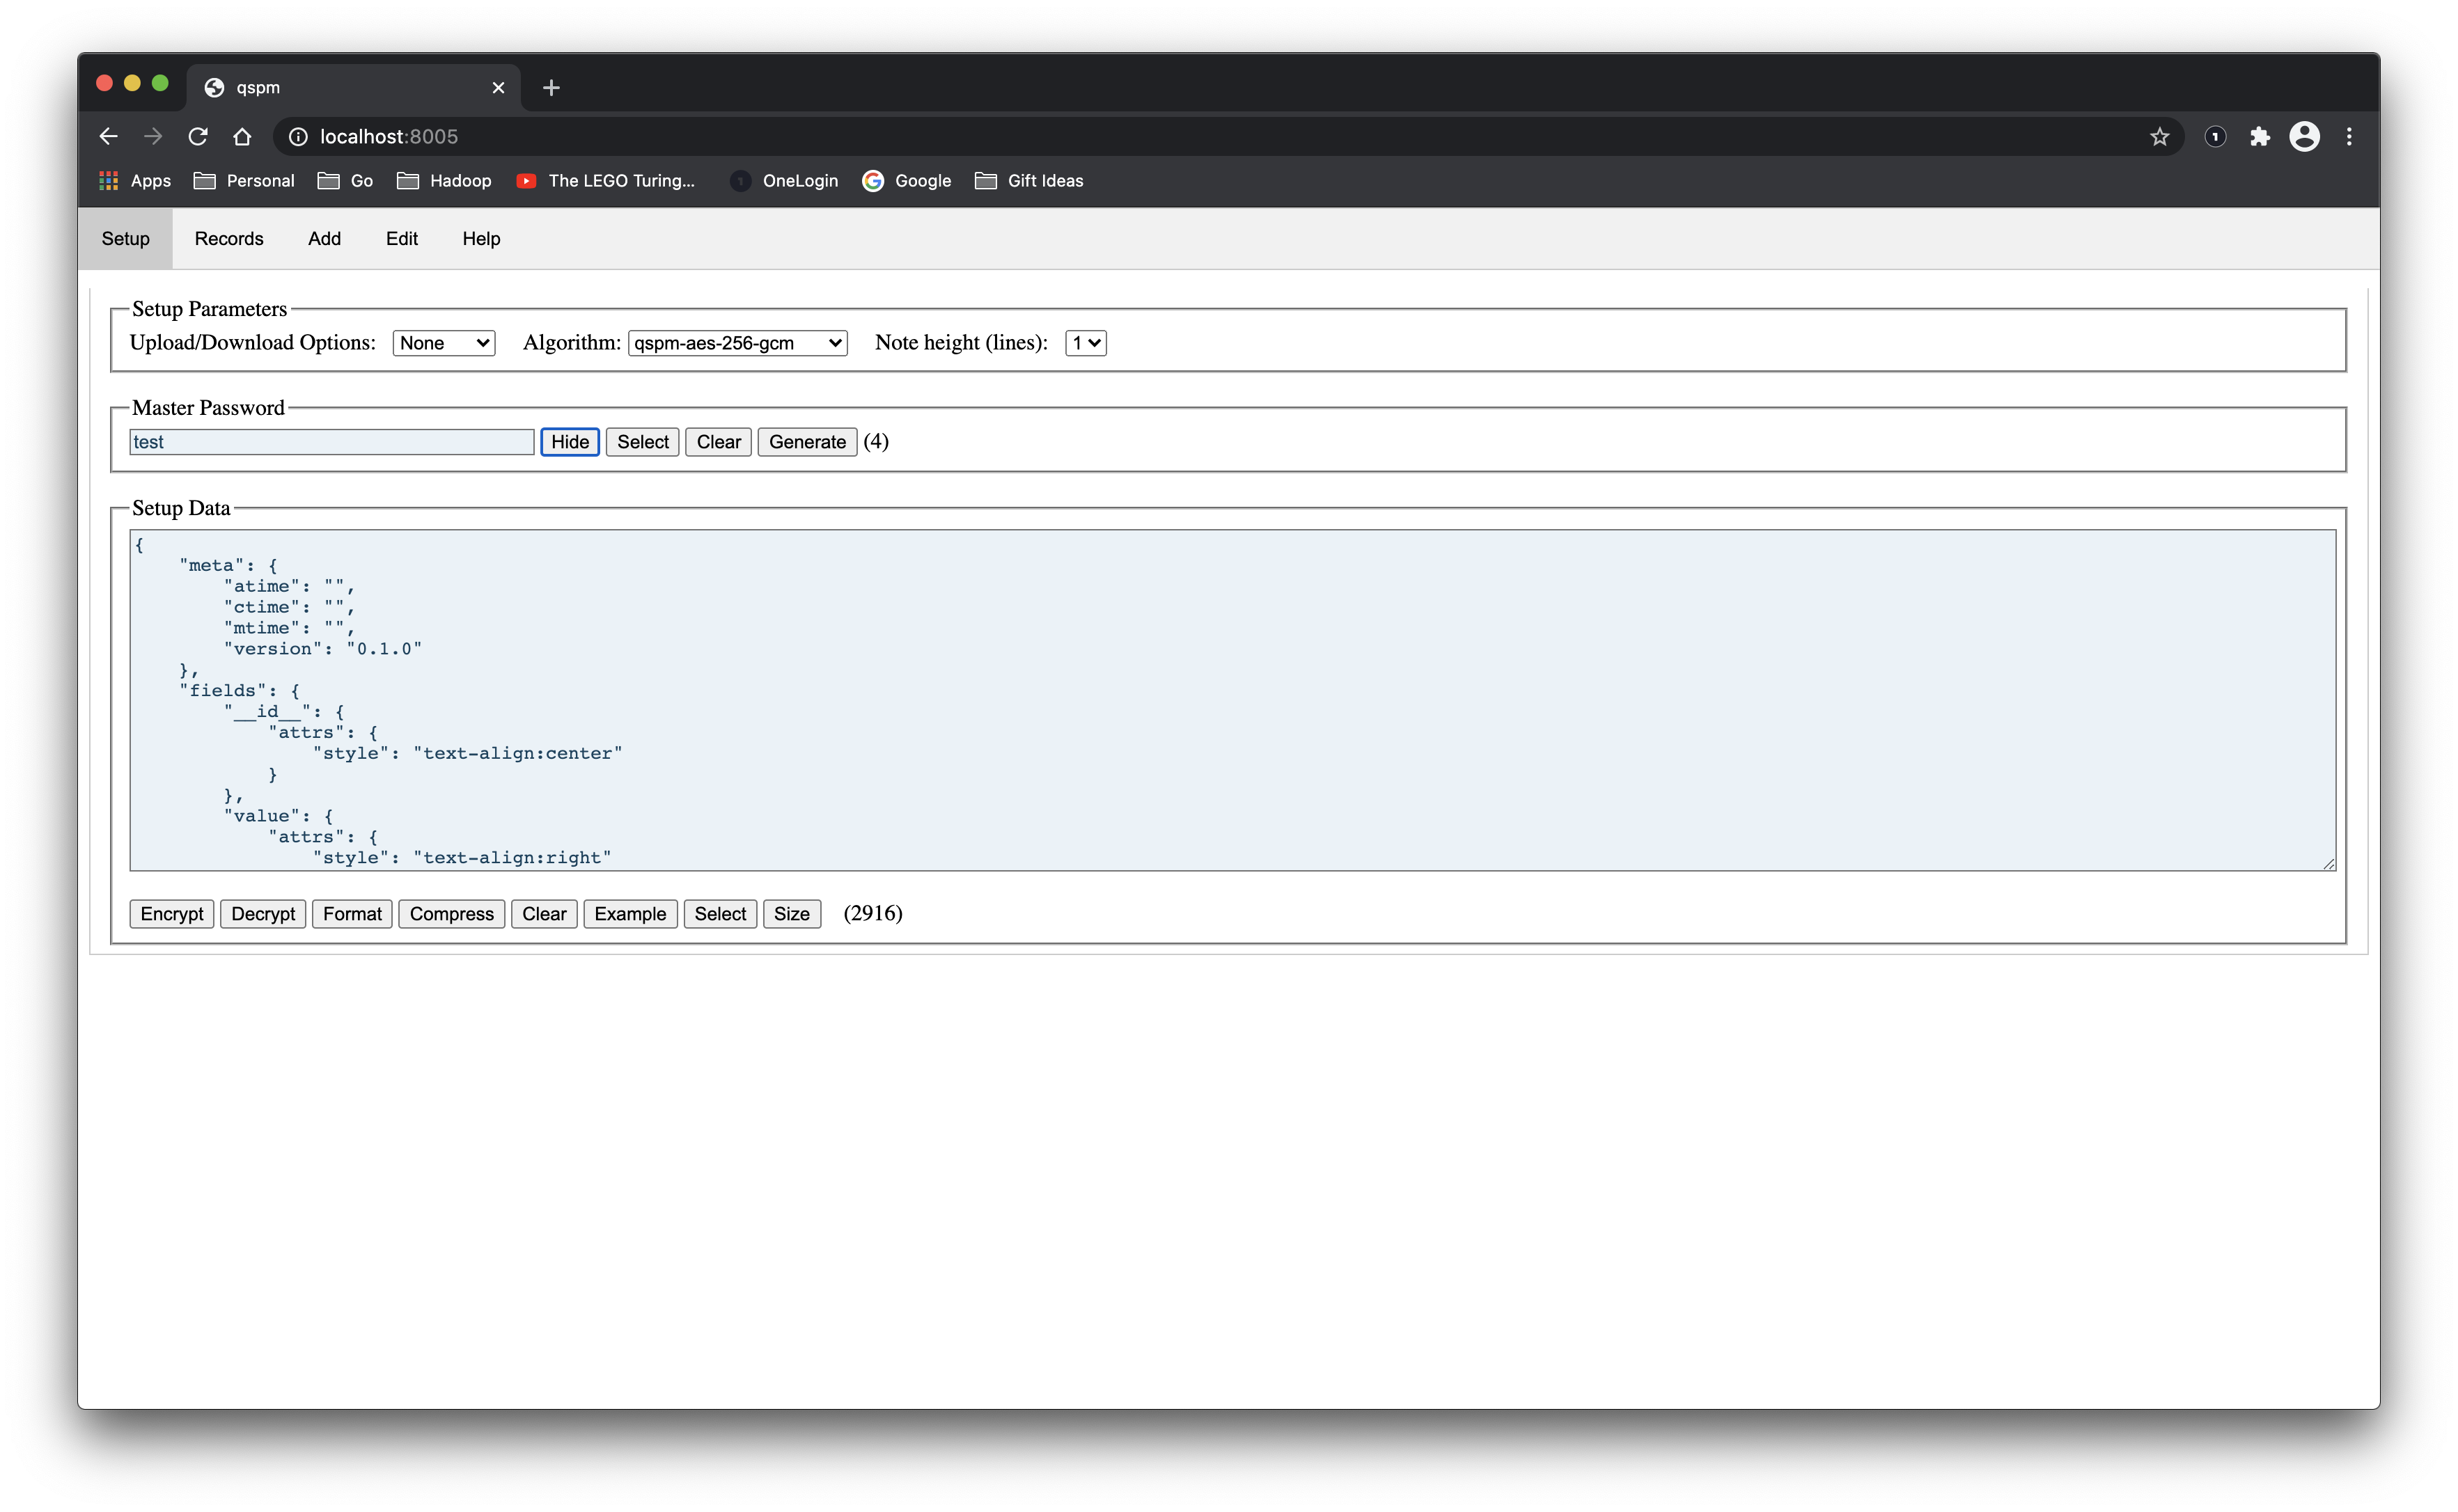 qspm
localhost:8005
Apps Personal Go Hadoop The LEGO Turing... OneLogin Google Gift Ideas
Setup Records Add Edit Help
Setup Parameters
Upload/Download Options: None Algorithm: qspm-aes-256-gcm Note height (lines): 1
Master Password
test Hide Select Clear Generate (4)
Setup Data
{
    "meta": {
        "atime": "",
        "ctime": "",
        "mtime": "",
        "version": "0.1.0"
    },
    "fields": {
        "__id__": {
            "attrs": {
                "style": "text-align:center"
            }
        },
        "value": {
            "attrs": {
                "style": "text-align:right"
Encrypt Decrypt Format Compress Clear Example Select Size (2916)